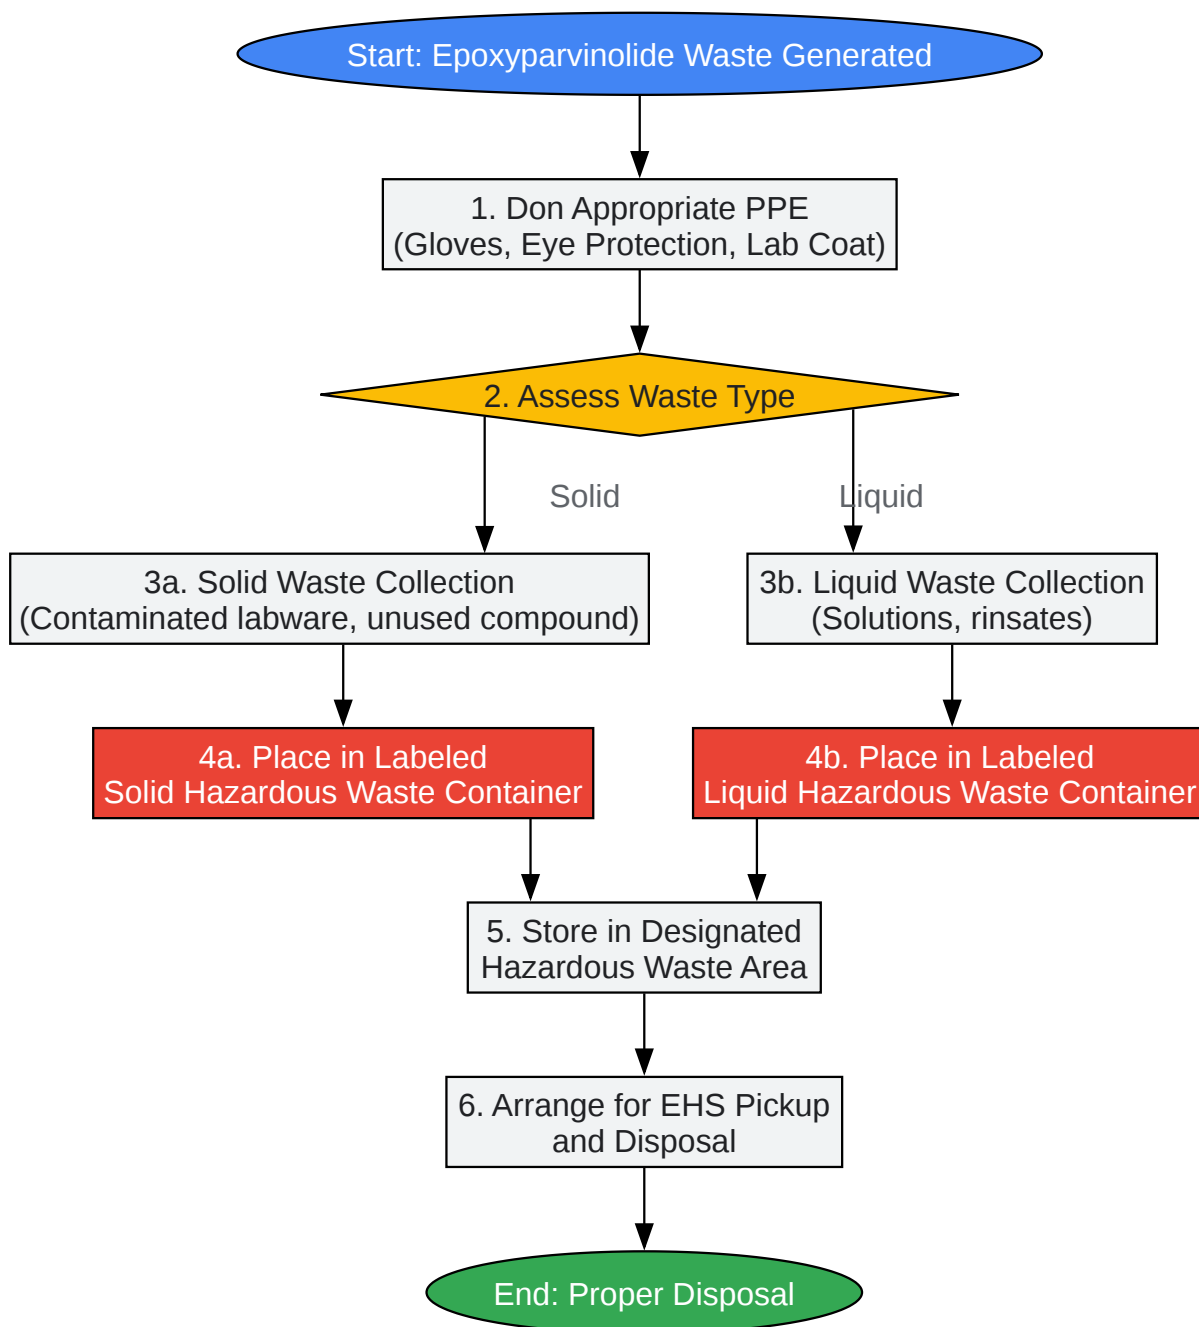 Start: Epoxyparvinolide Waste Generated
1. Don Appropriate PPE
(Gloves, Eye Protection, Lab Coat)
2. Assess Waste Type
Solid
Liquid
3a. Solid Waste Collection
(Contaminated labware, unused compound)
3b. Liquid Waste Collection
(Solutions, rinsates)
4a. Place in Labeled
Solid Hazardous Waste Container
4b. Place in Labeled
Liquid Hazardous Waste Container
5. Store in Designated
Hazardous Waste Area
6. Arrange for EHS Pickup
and Disposal
End: Proper Disposal